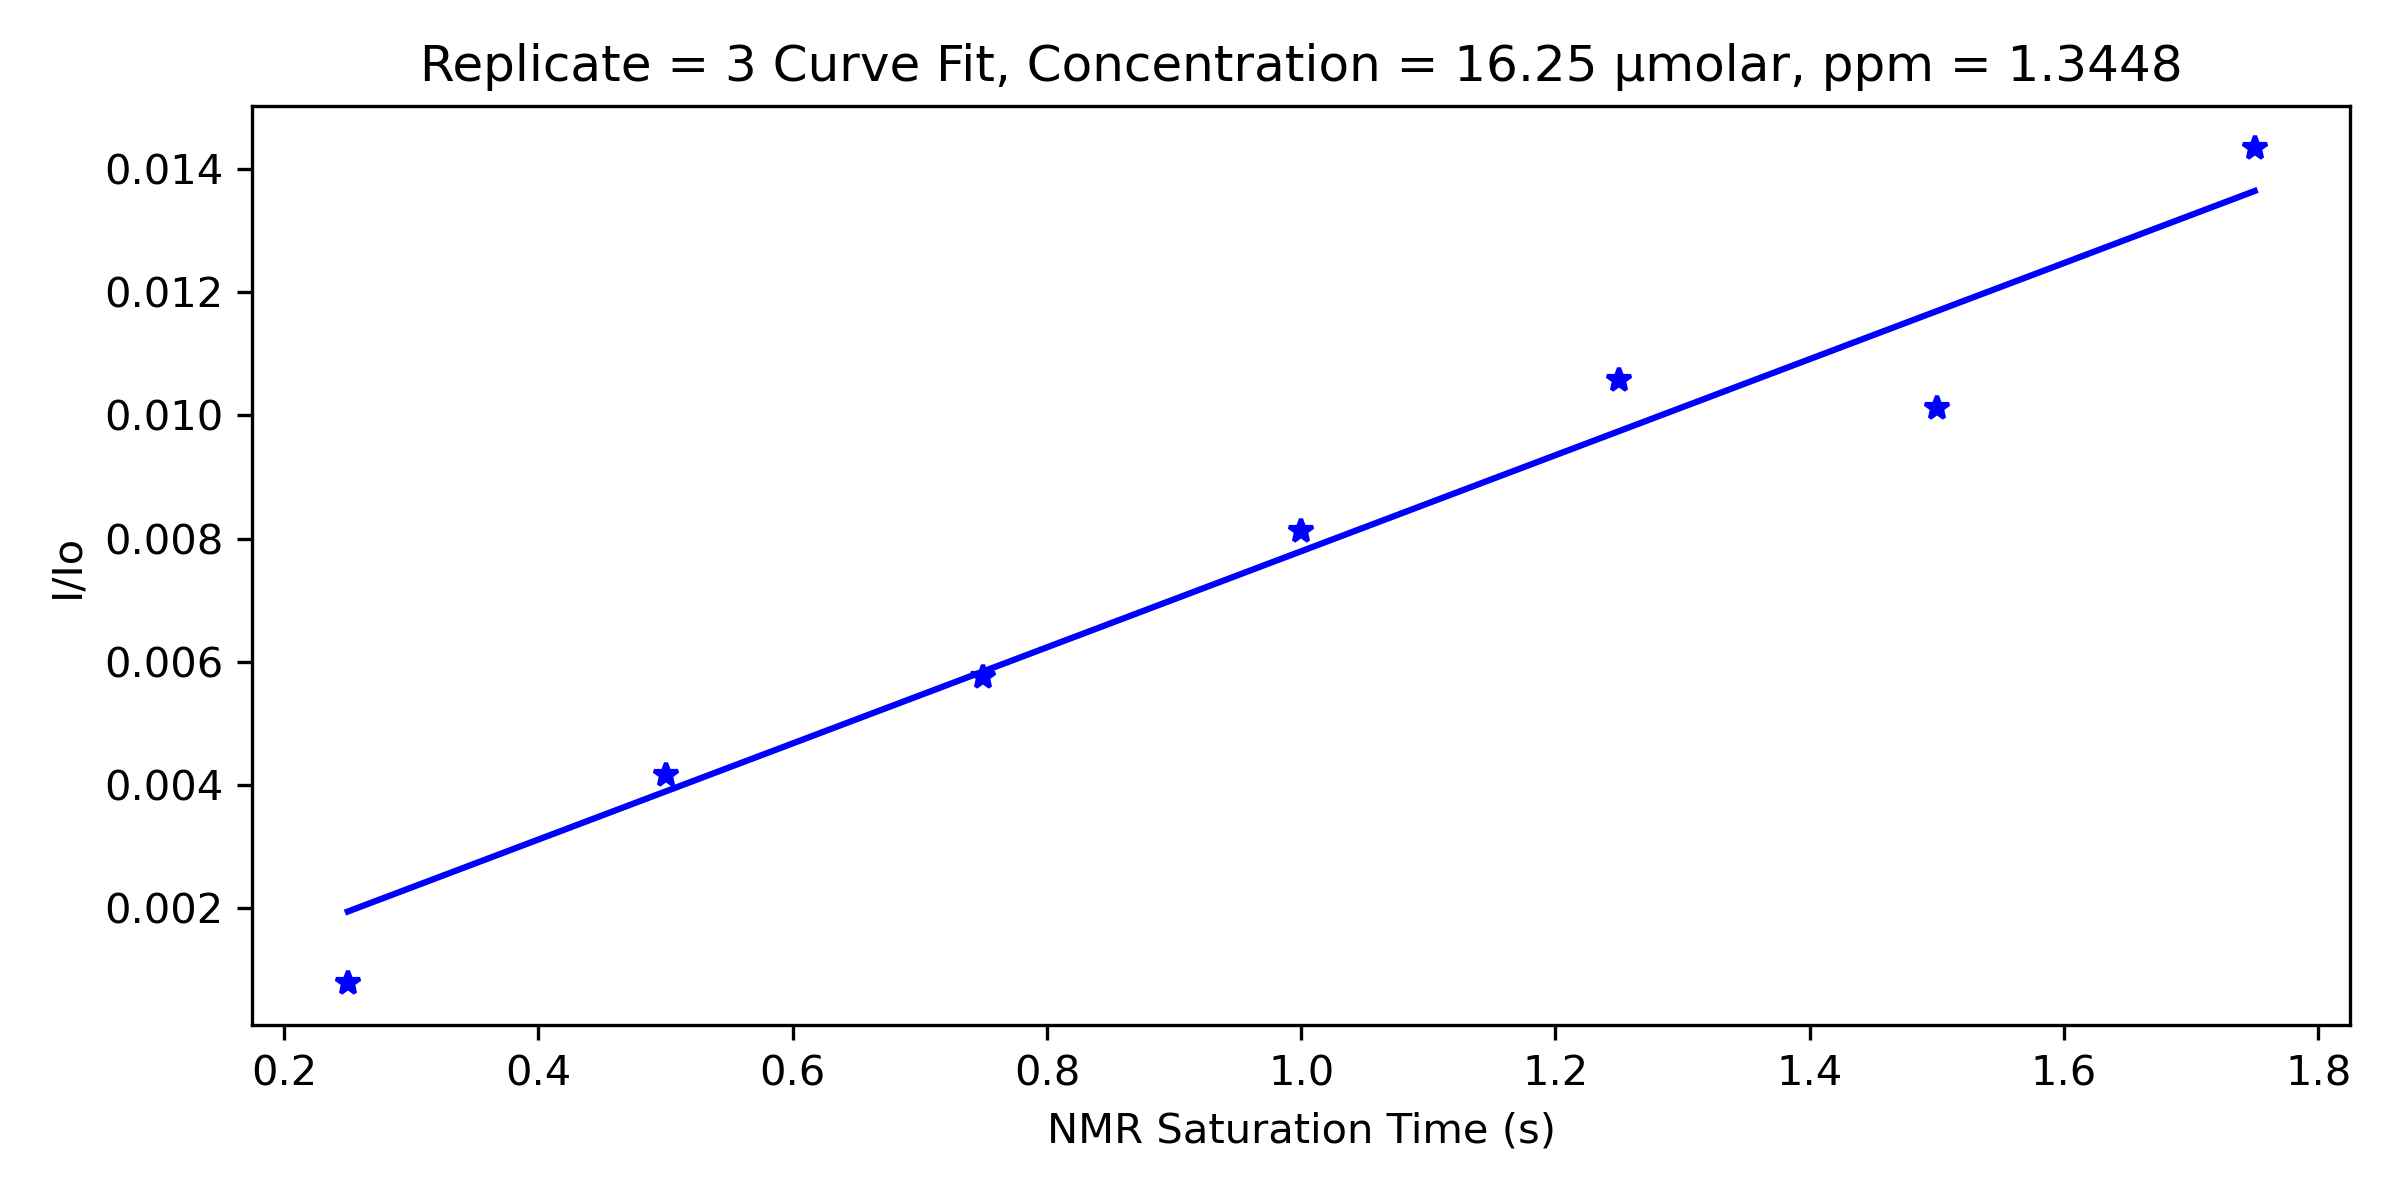 Replicate = 3 Curve Fit, Concentration = 16.25 μmolar, ppm = 1.3448
0.014
0.012
0.010
0.008
0.006
0.004
0.002
I/Io
0.2 0.4 0.6 0.8 1.0 1.2 1.4 1.6 1.8
NMR Saturation Time (s)